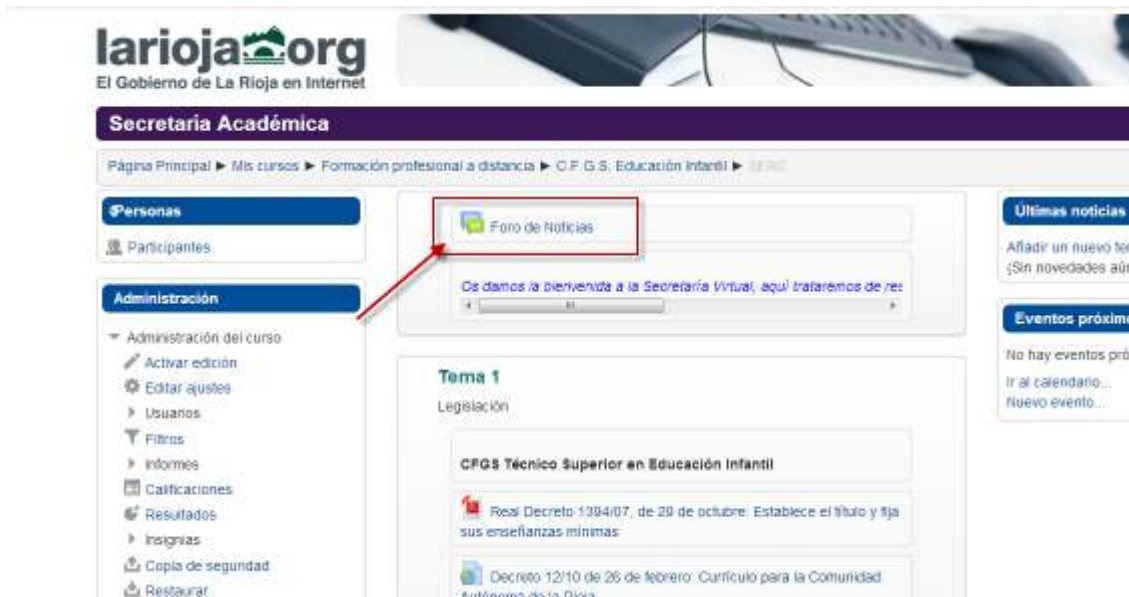 larioja org
El Gobierno de La Rioja en Internet
Secretaria Académica
Página Principal ► Mis cursos ► Formación profesional a distancia ► C.F.G.S. Educación Infantil ►
Personas
Participantes
Administración
Administración del curso
Activar edición
Editar ajustes
Usuarios
Filtros
Informes
Calificaciones
Resultados
Insignias
Copia de seguridad
Restaurar
Foro de Noticias
Os damos la bienvenida a la Secretaría Virtual, aquí trataremos de res
Tema 1
Legislación
CFGS Técnico Superior en Educación Infantil
Real Decreto 1394/07, de 29 de octubre: Establece el título y fija
sus enseñanzas mínimas
Decreto 12/10 de 26 de febrero: Currículo para la Comunidad
Autónoma de la Rioja
Últimas noticias
Añadir un nuevo te
(Sin novedades aún
Eventos próxim
No hay eventos pró
Ir al calendario...
Nuevo evento...